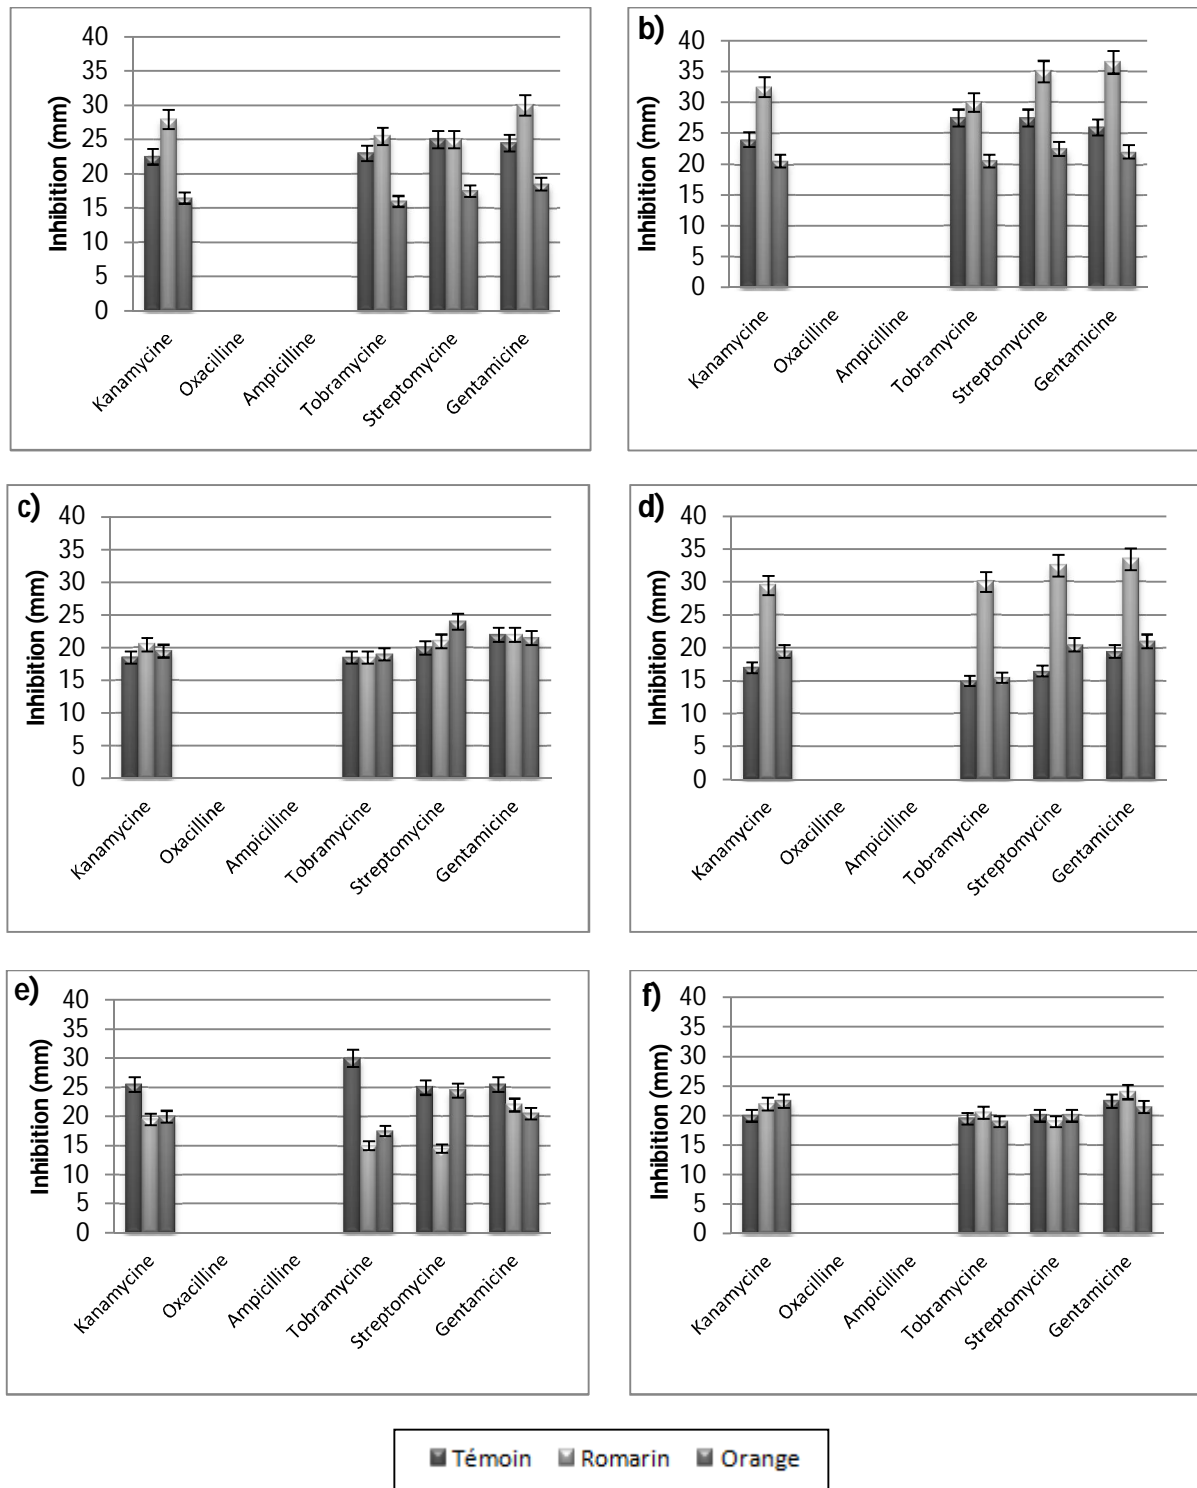 40
35
30
25
20
15
10
5
0
Inhibition (mm)
Kanamycine
Oxacilline
Ampicilline
Tobramycine
Streptomycine
Gentamicine
b)
40
35
30
25
20
15
10
5
0
Inhibition (mm)
Kanamycine
Oxacilline
Ampicilline
Tobramycine
Streptomycine
Gentamicine
c)
40
35
30
25
20
15
10
5
0
Inhibition (mm)
Kanamycine
Oxacilline
Ampicilline
Tobramycine
Streptomycine
Gentamicine
d)
40
35
30
25
20
15
10
5
0
Inhibition (mm)
Kanamycine
Oxacilline
Ampicilline
Tobramycine
Streptomycine
Gentamicine
e)
40
35
30
25
20
15
10
5
0
Inhibition (mm)
Kanamycine
Oxacilline
Ampicilline
Tobramycine
Streptomycine
Gentamicine
f)
40
35
30
25
20
15
10
5
0
Inhibition (mm)
Kanamycine
Oxacilline
Ampicilline
Tobramycine
Streptomycine
Gentamicine
Témoin Romarin Orange